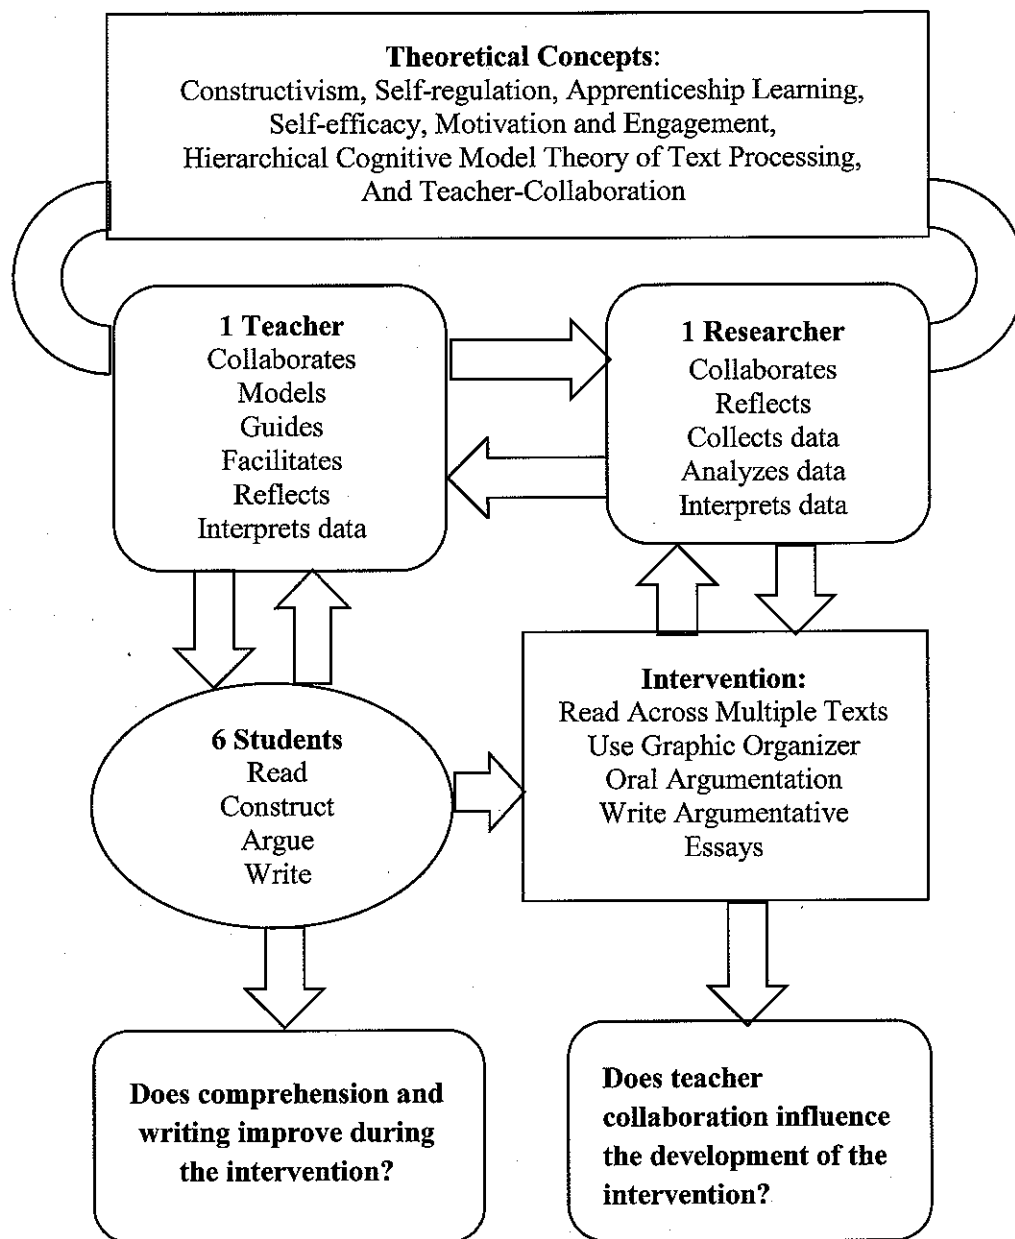 Theoretical Concepts:
Constructivism, Self-regulation, Apprenticeship Learning,
Self-efficacy, Motivation and Engagement,
Hierarchical Cognitive Model Theory of Text Processing,
And Teacher-Collaboration
1 Teacher
Collaborates
Models
Guides
Facilitates
Reflects
Interprets data
1 Researcher
Collaborates
Reflects
Collects data
Analyzes data
Interprets data
6 Students
Read
Construct
Argue
Write
Intervention:
Read Across Multiple Texts
Use Graphic Organizer
Oral Argumentation
Write Argumentative
Essays
Does comprehension and
writing improve during
the intervention?
Does teacher
collaboration influence
the development of the
intervention?